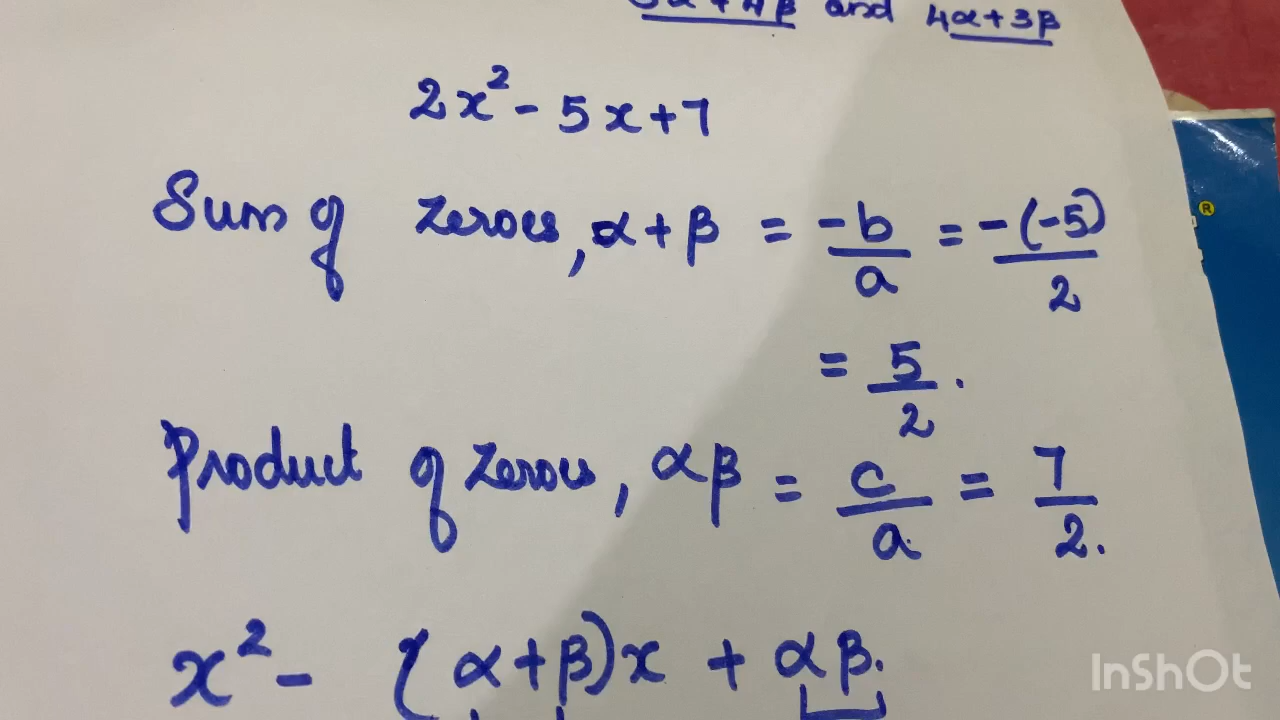 and 4α+3β
2x² - 5x+7
Sum of zeroes, α+β = -b/a = -(-5)/2
= 5/2.
Product of zeroes, αβ = c/a = 7/2.
x² - (α+β)x + αβ.
InShOt
®